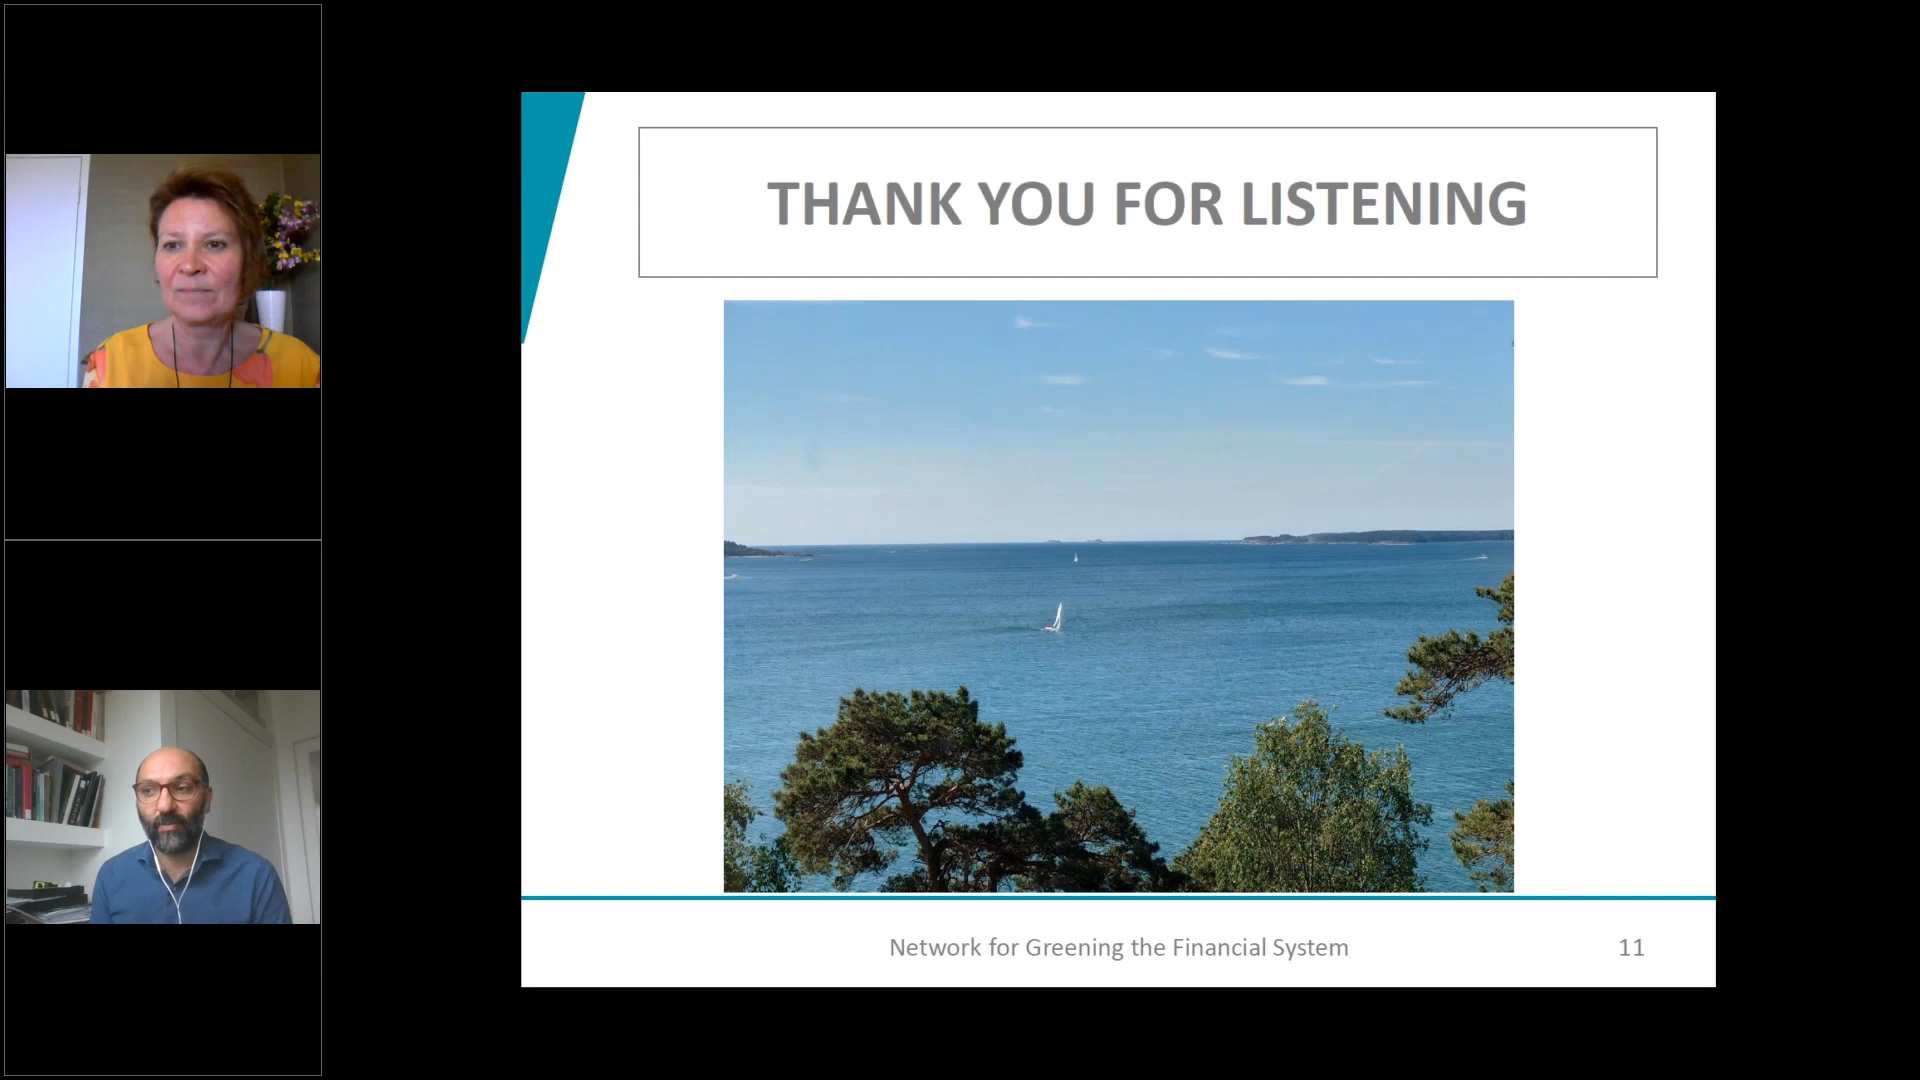 THANK YOU FOR LISTENING
Network for Greening the Financial System
11